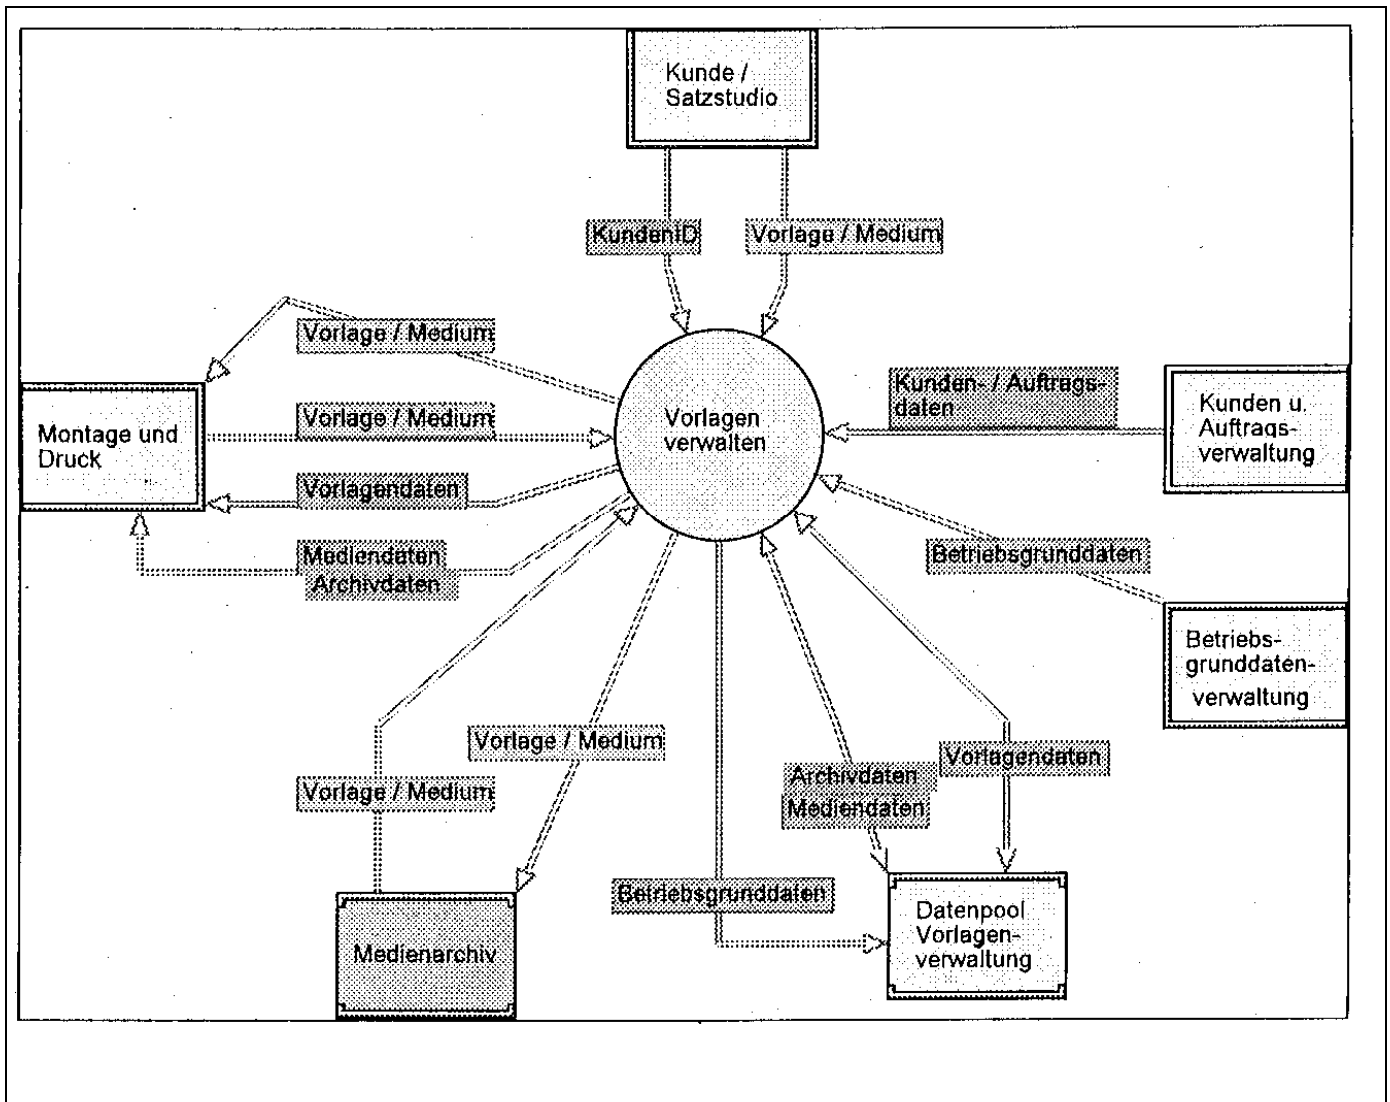 Kunde /
Satzstudio
KundenID
Vorlage / Medium
Vorlage / Medium
Kunden- / Auftrags-
daten
Vorlage / Medium
Vorlagen
verwalten
Kunden u.
Auftrags-
verwaltung
Montage und
Druck
Vorlagendaten
Mediendaten
Archivdaten
Betriebsgrunddaten
Betriebs-
grunddaten-
verwaltung
Vorlage / Medium
Vorlage / Medium
Archivdaten
Mediendaten
Vorlagendaten
Betriebsgrunddaten
Medienarchiv
Datenpool
Vorlagen-
verwaltung